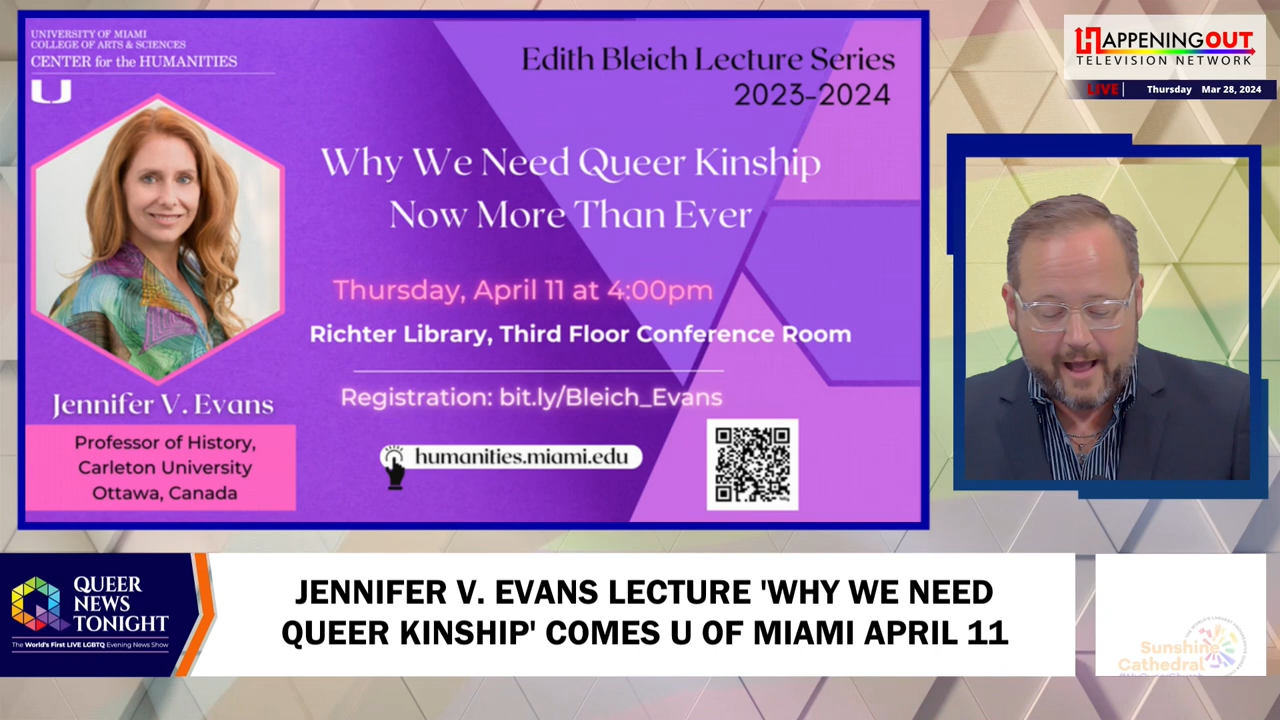 UNIVERSITY OF MIAMI
COLLEGE OF ARTS & SCIENCES
CENTER for the HUMANITIES
U
Edith Bleich Lecture Series
2023-2024
Why We Need Queer Kinship
Now More Than Ever
Thursday, April 11 at 4:00pm
Richter Library, Third Floor Conference Room
Registration: bit.ly/Bleich_Evans
humanities.miami.edu
Jennifer V. Evans
Professor of History,
Carleton University
Ottawa, Canada
HAPPENINGOUT
TELEVISION NETWORK
LIVE| Thursday Mar 28, 2024
QUEER
NEWS
TONIGHT
The World's First LIVE LGBTQ Evening News Show
JENNIFER V. EVANS LECTURE 'WHY WE NEED
QUEER KINSHIP' COMES U OF MIAMI APRIL 11
Sunshine
Cathedral